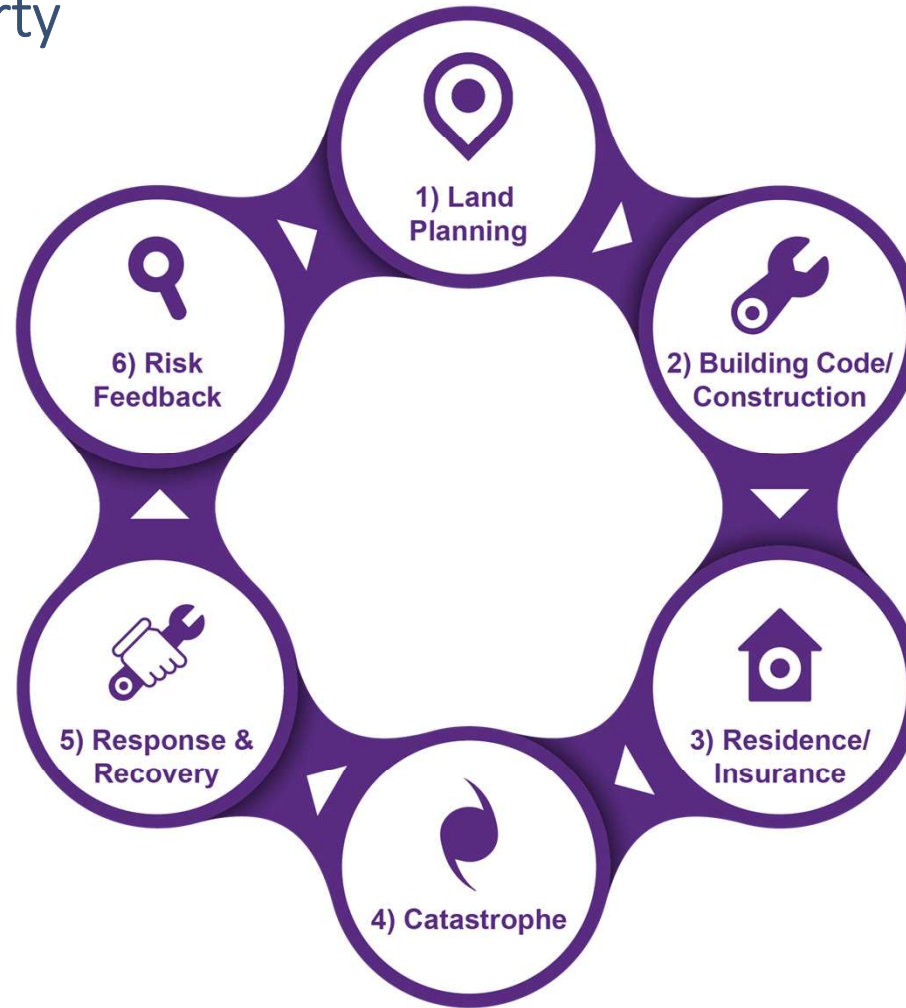 rty
1) Land
Planning
2) Building Code/
Construction
3) Residence/
Insurance
4) Catastrophe
5) Response &
Recovery
6) Risk
Feedback